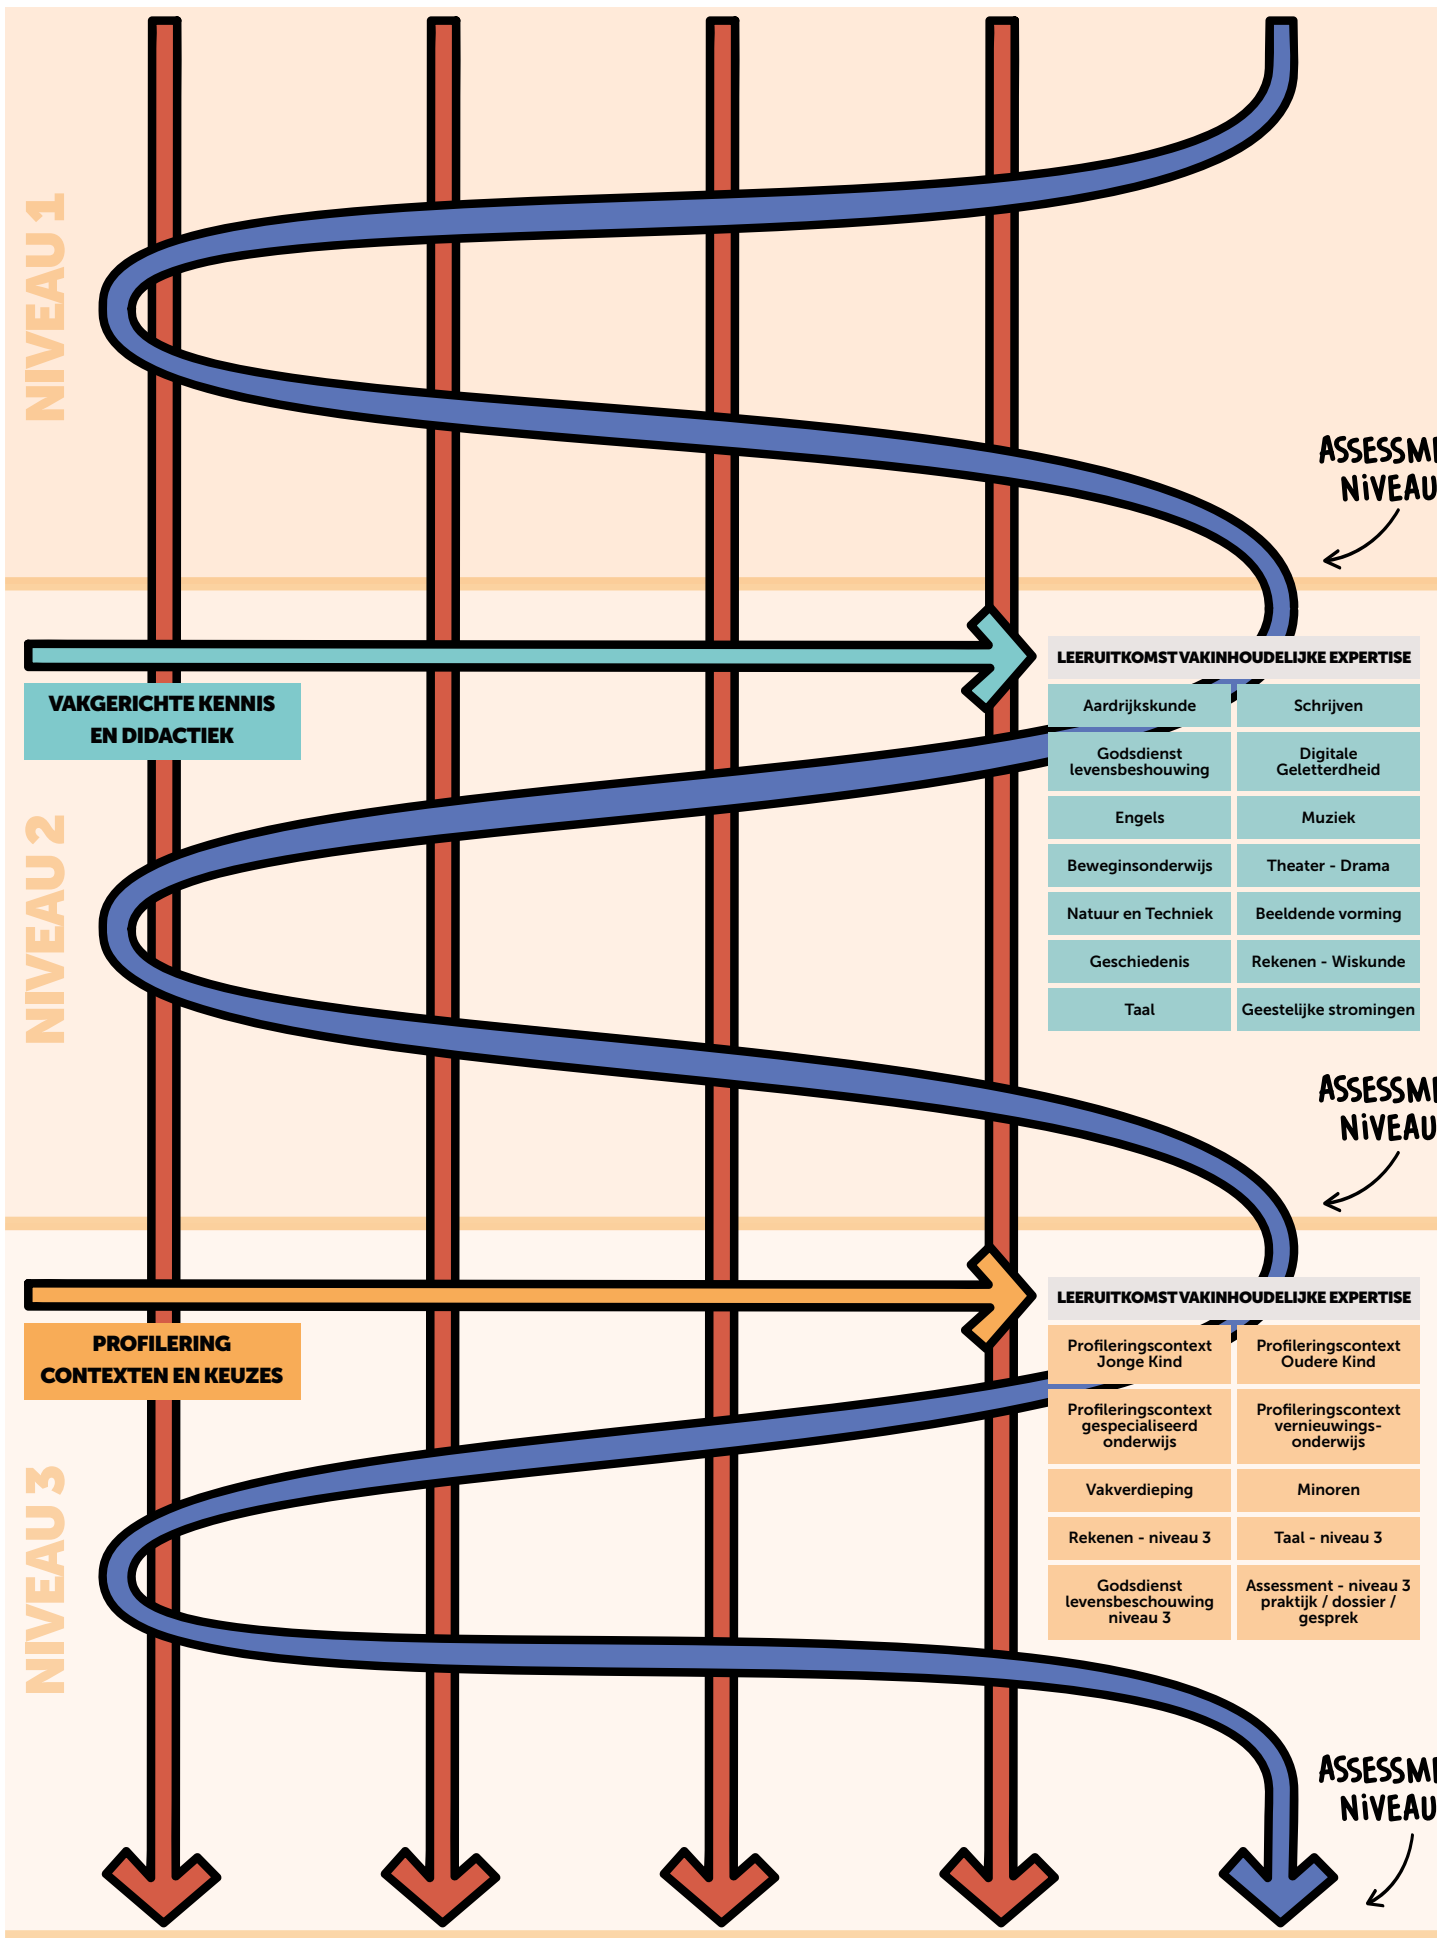 NIVEAU 1
ASSESSME
NiVEAU
VAKGERICHTE KENNIS
EN DIDACTIEK
NIVEAU 2
LEERUITKOMST VAKINHOUDELIJKE EXPERTISE
Aardrijkskunde
Schrijven
Godsdienst
levensbeshouwing
Digitale
Geletterdheid
Engels
Muziek
Beweginsonderwijs
Theater - Drama
Natuur en Techniek
Beeldende vorming
Geschiedenis
Rekenen - Wiskunde
Taal
Geestelijke stromingen
ASSESSME
NiVEAU
PROFILERING
CONTEXTEN EN KEUZES
NIVEAU 3
LEERUITKOMST VAKINHOUDELIJKE EXPERTISE
Profileringscontext
Jonge Kind
Profileringscontext
Oudere Kind
Profileringscontext
gespecialiseerd
onderwijs
Profileringscontext
vernieuwings-
onderwijs
Vakverdieping
Minoren
Rekenen - niveau 3
Taal - niveau 3
Godsdienst
levensbeschouwing
niveau 3
Assessment - niveau 3
praktijk / dossier /
gesprek
ASSESSME
NiVEAU